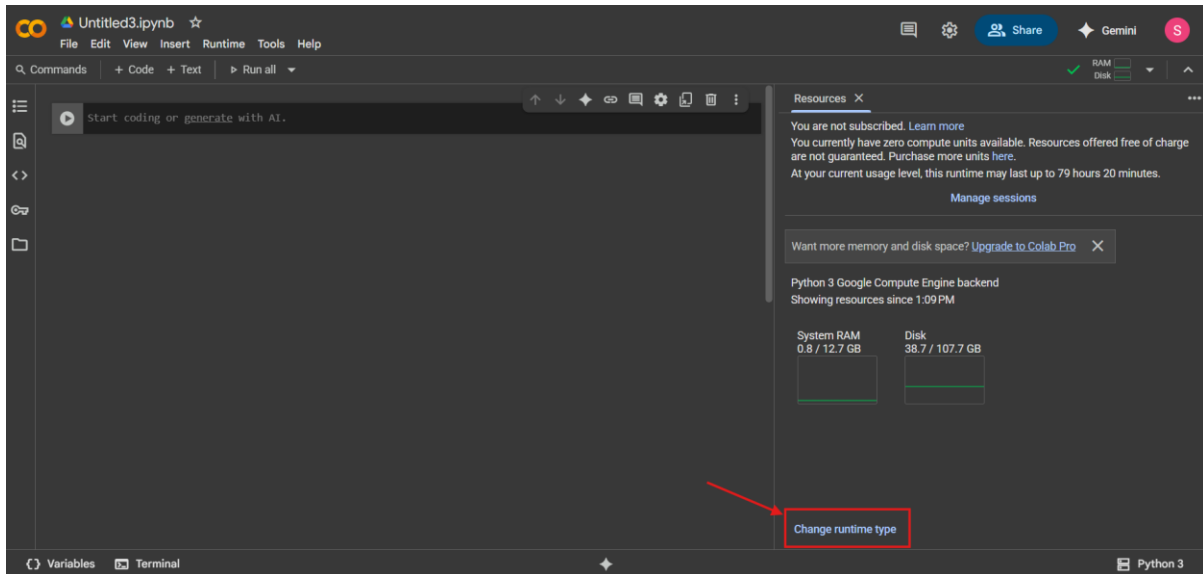 Untitled3.ipynb
File Edit View Insert Runtime Tools Help
Share
Gemini
S
Commands + Code + Text Run all
RAM
Disk
Start coding or generate with AI.
Resources
You are not subscribed. Learn more
You currently have zero compute units available. Resources offered free of charge
are not guaranteed. Purchase more units here.
At your current usage level, this runtime may last up to 79 hours 20 minutes.
Manage sessions
Want more memory and disk space? Upgrade to Colab Pro
Python 3 Google Compute Engine backend
Showing resources since 1:09 PM
System RAM
0.8 / 12.7 GB
Disk
38.7 / 107.7 GB
Change runtime type
Variables Terminal
Python 3